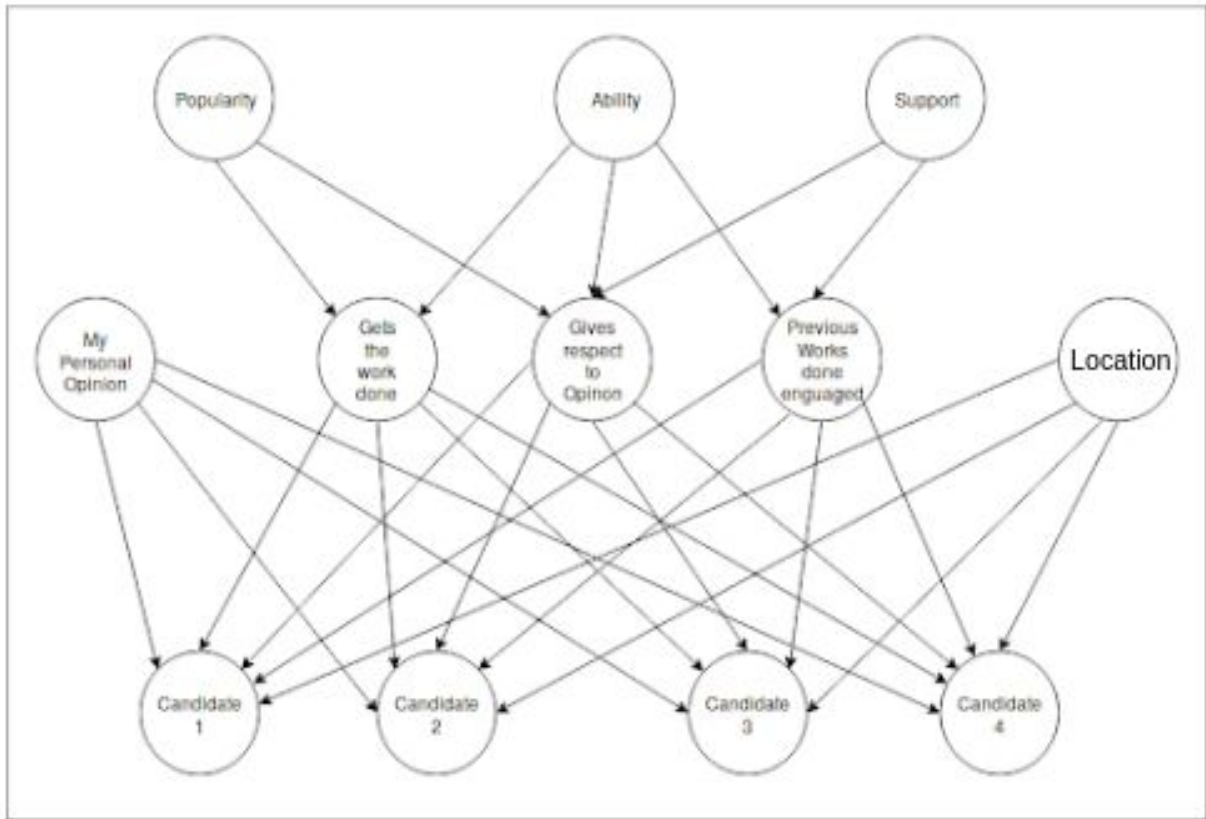 Popularity
Ability
Support
My
Personal
Opinion
Gets
the
work
done
Gives
respect
to
Opinon
Previous
Works
done
enguaged
Location
Candidate
1
Candidate
2
Candidate
3
Candidate
4